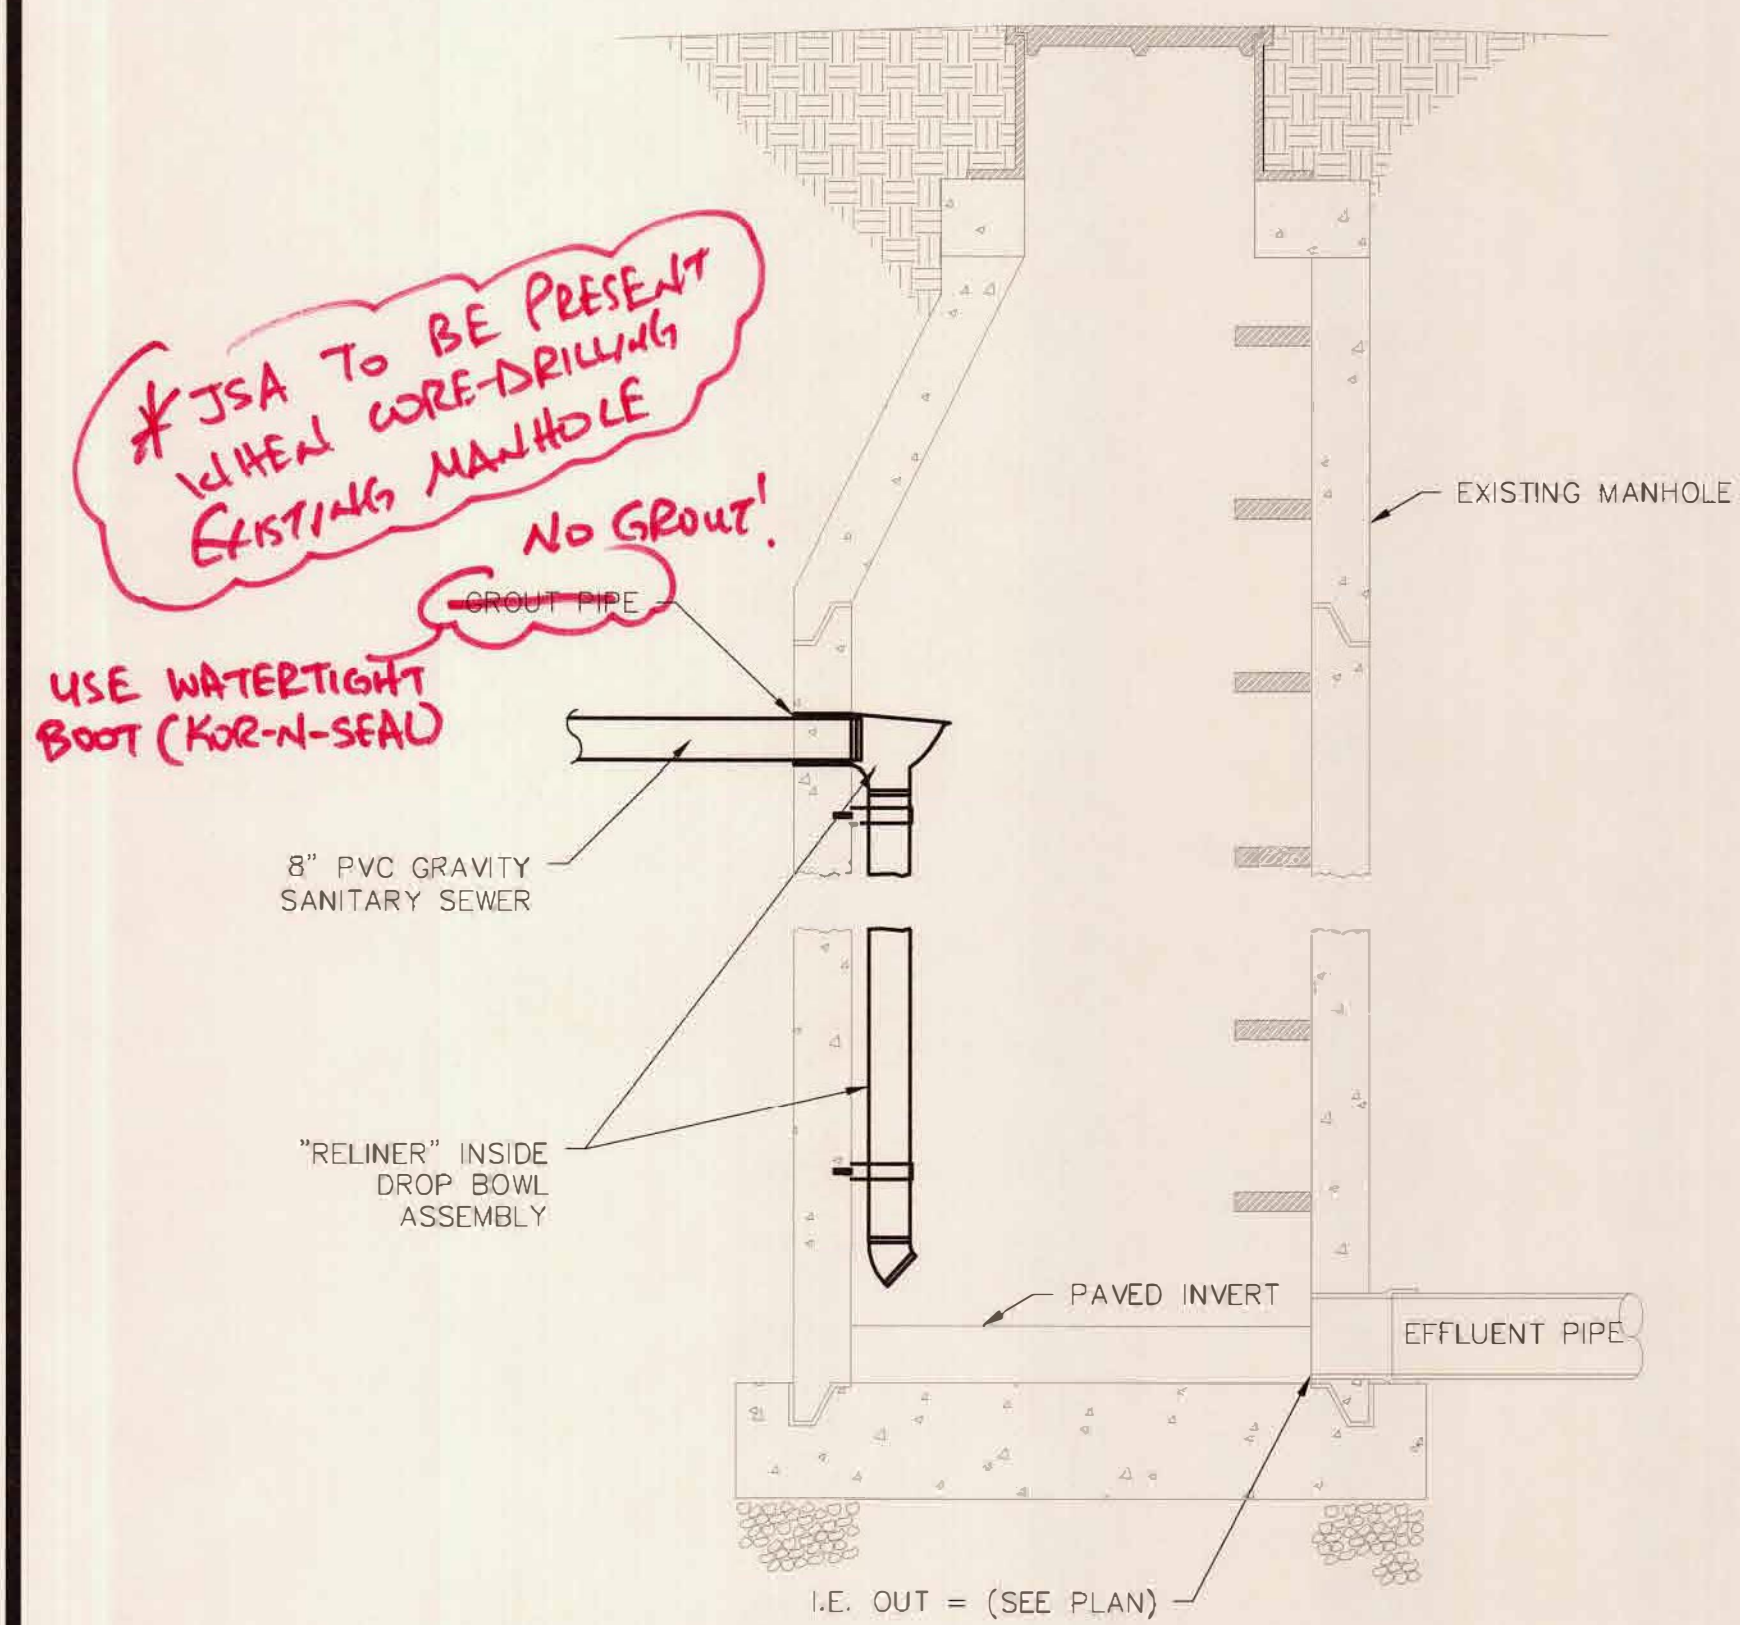 * JSA TO BE PRESENT
WHEN CORE-DRILLING
EXISTING MANHOLE
NO GROUT!
GROUT PIPE
USE WATERTIGHT
BOOT (KOR-N-SEAL)
EXISTING MANHOLE
8" PVC GRAVITY
SANITARY SEWER
"RELINER" INSIDE
DROP BOWL
ASSEMBLY
PAVED INVERT
EFFLUENT PIPE
I.E. OUT = (SEE PLAN)